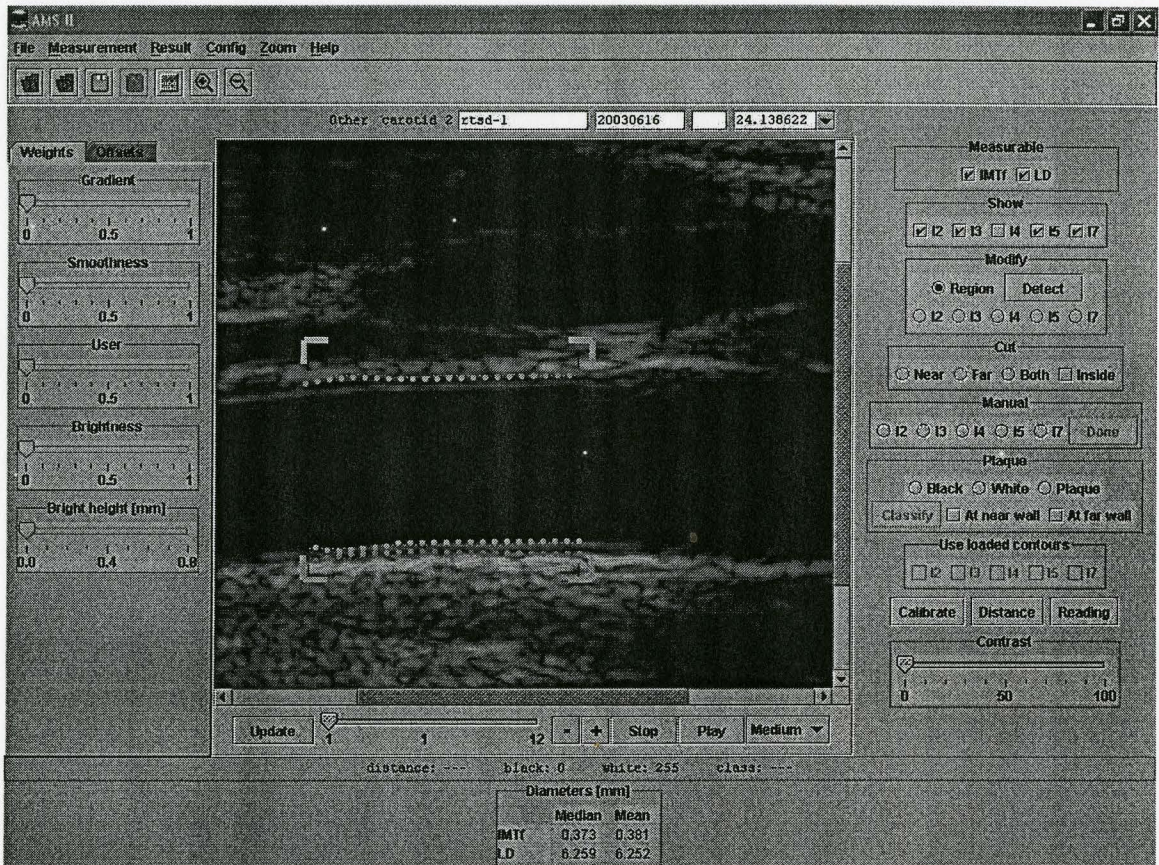 AMS II
File Measurement Result Config Zoom Help
Other carotid 2 rtsd-1 20030616 24.138622
Weights Offsets
Gradient
0 0.5 1
Smoothness
0 0.5 1
User
0 0.5 1
Brightness
0 0.5 1
Bright height [mm]
0.0 0.4 0.8
Measurable
IMTf LD
Show
I2 I3 I4 I5 I7
Modify
Region Detect
I2 I3 I4 I5 I7
Cut
Near Far Both Inside
Manual
I2 I3 I4 I5 I7 Done
Plaque
Black White Plaque
Classify At near wall At far wall
Use loaded contours
I2 I3 I4 I5 I7
Calibrate Distance Reading
Contrast
0 50 100
Update 1 1 12 - + Stop Play Medium
distance: --- black: 0 white: 255 class: ---
Diameters [mm]
Median Mean
IMTf 0.373 0.381
LD 6.259 6.252